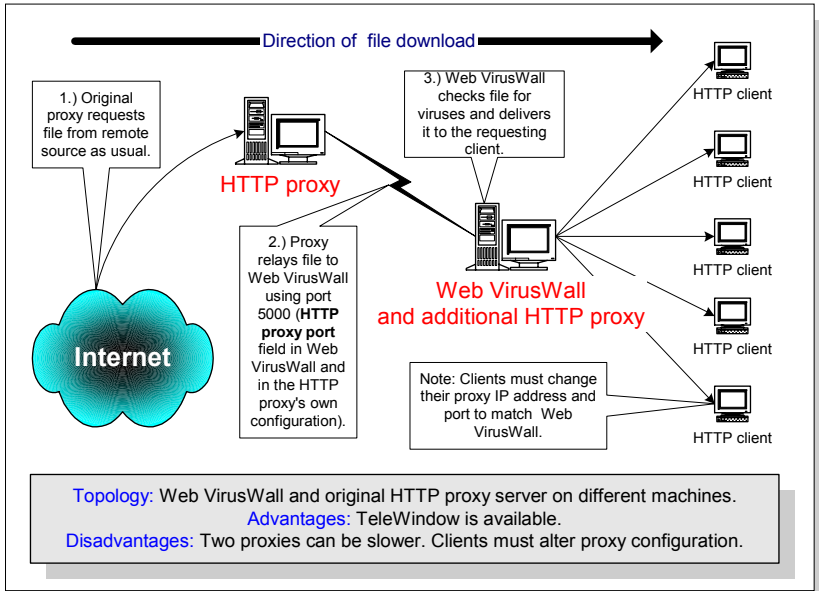 Direction of  file download
1.) Original
proxy requests
file from remote
source as usual.
HTTP proxy
3.) Web VirusWall
checks file for
viruses and delivers
it to the requesting
client.
HTTP client
HTTP client
HTTP client
HTTP client
HTTP client
2.) Proxy
relays file to
Web VirusWall
using port
5000 (HTTP
proxy port
field in Web
VirusWall and
in the HTTP
proxy's own
configuration).
Web VirusWall
and additional HTTP proxy
Internet
Note: Clients must change
their proxy IP address and
port to match  Web
VirusWall.
Topology: Web VirusWall and original HTTP proxy server on different machines.
Advantages: TeleWindow is available.
Disadvantages: Two proxies can be slower. Clients must alter proxy configuration.